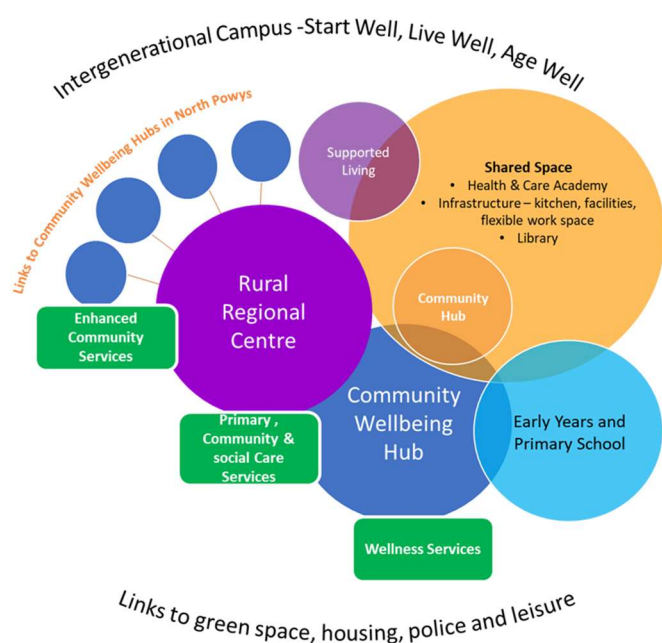 Intergenerational Campus -Start Well, Live Well, Age Well
Links to Community Wellbeing Hubs in North Powys
Supported
Living
Shared Space
• Health & Care Academy
• Infrastructure – kitchen, facilities,
flexible work space
• Library
Rural
Regional
Centre
Community
Hub
Enhanced
Community
Services
Community
Wellbeing
Hub
Early Years and
Primary School
Primary ,
Community &
social Care
Services
Wellness Services
Links to green space, housing, police and leisure